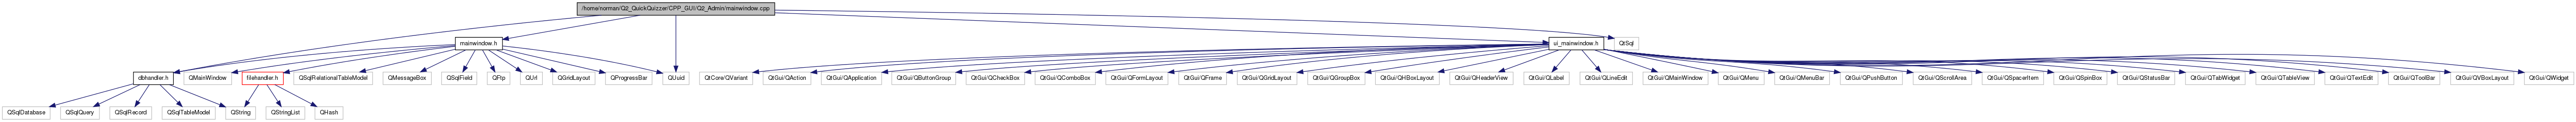 /home/norman/Q2_QuickQuizzer/CPP_GUI/Q2_Admin/mainwindow.cpp
mainwindow.h
ui_mainwindow.h
QtSql
dbhandler.h
QMainWindow
filehandler.h
QSqlRelationalTableModel
QMessageBox
QSqlField
QFtp
QUrl
QGridLayout
QProgressBar
QUuid
QtCore/QVariant
QtGui/QAction
QtGui/QApplication
QtGui/QButtonGroup
QtGui/QCheckBox
QtGui/QComboBox
QtGui/QFormLayout
QtGui/QFrame
QtGui/QGridLayout
QtGui/QGroupBox
QtGui/QHBoxLayout
QtGui/QHeaderView
QtGui/QLabel
QtGui/QLineEdit
QtGui/QMainWindow
QtGui/QMenu
QtGui/QMenuBar
QtGui/QPushButton
QtGui/QScrollArea
QtGui/QSpacerItem
QtGui/QSpinBox
QtGui/QStatusBar
QtGui/QTabWidget
QtGui/QTableView
QtGui/QTextEdit
QtGui/QToolBar
QtGui/QVBoxLayout
QtGui/QWidget
QSqlDatabase
QSqlQuery
QSqlRecord
QSqlTableModel
QString
QStringList
QHash